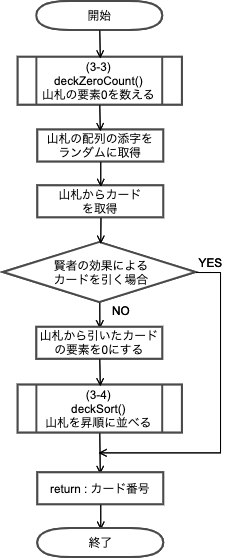 開始
(3-3)
deckZeroCount()
山札の要素0を数える
山札の配列の添字を
ランダムに取得
山札からカード
を取得
賢者の効果による
カードを引く場合
YES
NO
山札から引いたカード
の要素を0にする
(3-4)
deckSort()
山札を昇順に並べる
return : カード番号
終了